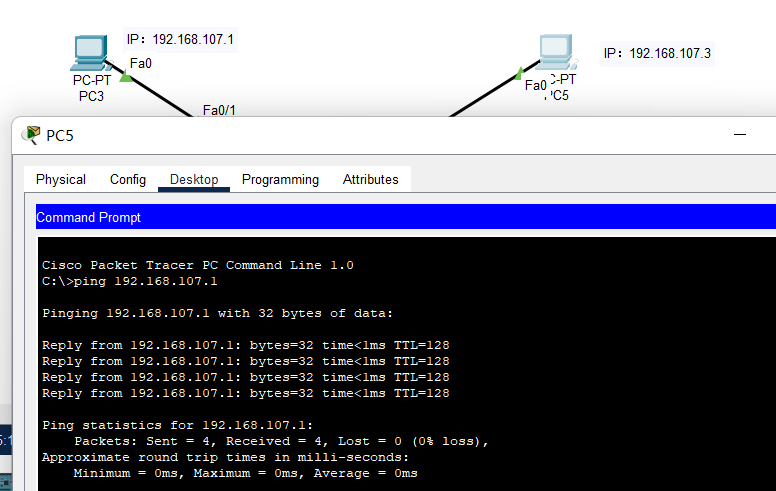 IP：192.168.107.1
Fa0
PC-PT
PC3
Fa0/1
IP：192.168.107.3
Fa0
C-PT
PC5
PC5
Physical Config Desktop Programming Attributes
Command Prompt
Cisco Packet Tracer PC Command Line 1.0
C:\>ping 192.168.107.1
Pinging 192.168.107.1 with 32 bytes of data:
Reply from 192.168.107.1: bytes=32 time<1ms TTL=128
Reply from 192.168.107.1: bytes=32 time<1ms TTL=128
Reply from 192.168.107.1: bytes=32 time<1ms TTL=128
Reply from 192.168.107.1: bytes=32 time<1ms TTL=128
Ping statistics for 192.168.107.1:
Packets: Sent = 4, Received = 4, Lost = 0 (0% loss),
Approximate round trip times in milli-seconds:
Minimum = 0ms, Maximum = 0ms, Average = 0ms